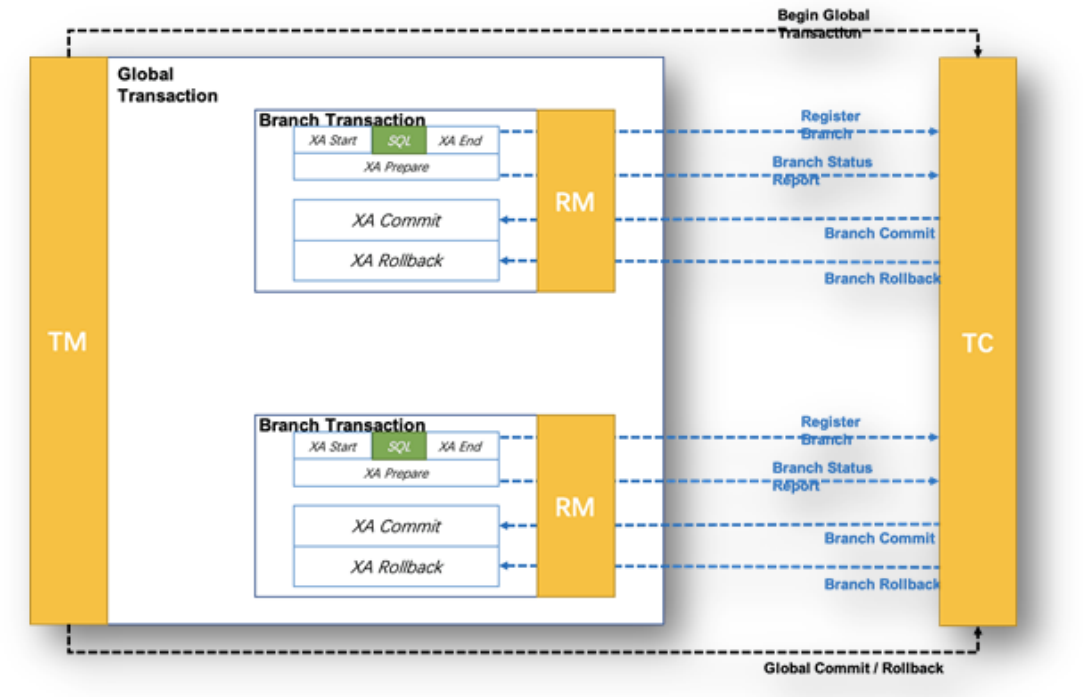 Begin Global
Transaction
Global
Transaction
Branch Transaction
XA Start SQL XA End
XA Prepare
XA Commit
XA Rollback
RM
Register
Branch
Branch Status
Report
Branch Commit
Branch Rollback
TM
TC
Branch Transaction
XA Start SQL XA End
XA Prepare
XA Commit
XA Rollback
RM
Register
Branch
Branch Status
Report
Branch Commit
Branch Rollback
Global Commit / Rollback